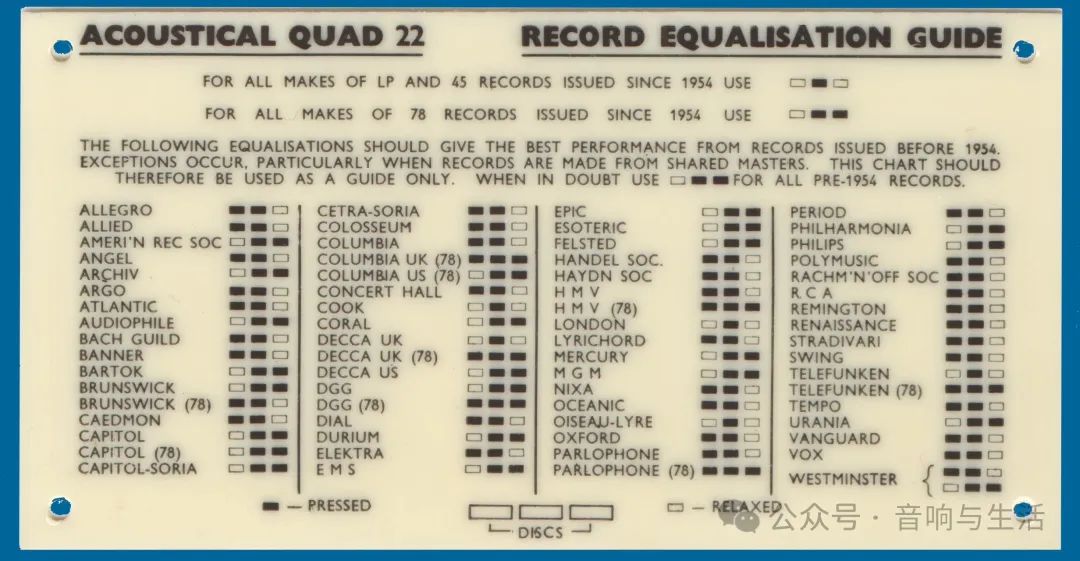 ACOUSTICAL QUAD 22
RECORD EQUALISATION GUIDE
FOR ALL MAKES OF LP AND 45 RECORDS ISSUED SINCE 1954 USE
FOR ALL MAKES OF 78 RECORDS ISSUED SINCE 1954 USE
THE FOLLOWING EQUALISATIONS SHOULD GIVE THE BEST PERFORMANCE FROM RECORDS ISSUED BEFORE 1954.
EXCEPTIONS OCCUR, PARTICULARLY WHEN RECORDS ARE MADE FROM SHARED MASTERS. THIS CHART SHOULD
THEREFORE BE USED AS A GUIDE ONLY. WHEN IN DOUBT USE FOR ALL PRE-1954 RECORDS.
ALLEGRO
ALLIED
AMERI'N REC SOC
ANGEL
ARCHIV
ARGO
ATLANTIC
AUDIOPHILE
BACH GUILD
BANNER
BARTOK
BRUNSWICK
BRUNSWICK (78)
CAEDMON
CAPITOL
CAPITOL (78)
CAPITOL-SORIA
CETRA-SORIA
COLOSSEUM
COLUMBIA
COLUMBIA UK (78)
COLUMBIA US (78)
CONCERT HALL
COOK
CORAL
DECCA UK
DECCA UK (78)
DECCA US
DGG
DGG (78)
DIAL
DURIUM
ELEKTRA
E M S
EPIC
ESOTERIC
FELSTED
HANDEL SOC.
HAYDN SOC
H M V
H M V (78)
LONDON
LYRICHORD
MERCURY
M G M
NIXA
OCEANIC
OISEAU-LYRE
OXFORD
PARLOPHONE
PARLOPHONE (78)
PERIOD
PHILHARMONIA
PHILIPS
POLYMUSIC
RACHM'N'OFF SOC
R C A
REMINGTON
RENAISSANCE
STRADIVARI
SWING
TELEFUNKEN
TELEFUNKEN (78)
TEMPO
URANIA
VANGUARD
VOX
WESTMINSTER
— PRESSED
DISCS
— RELAXED
公众号 · 音响与生活